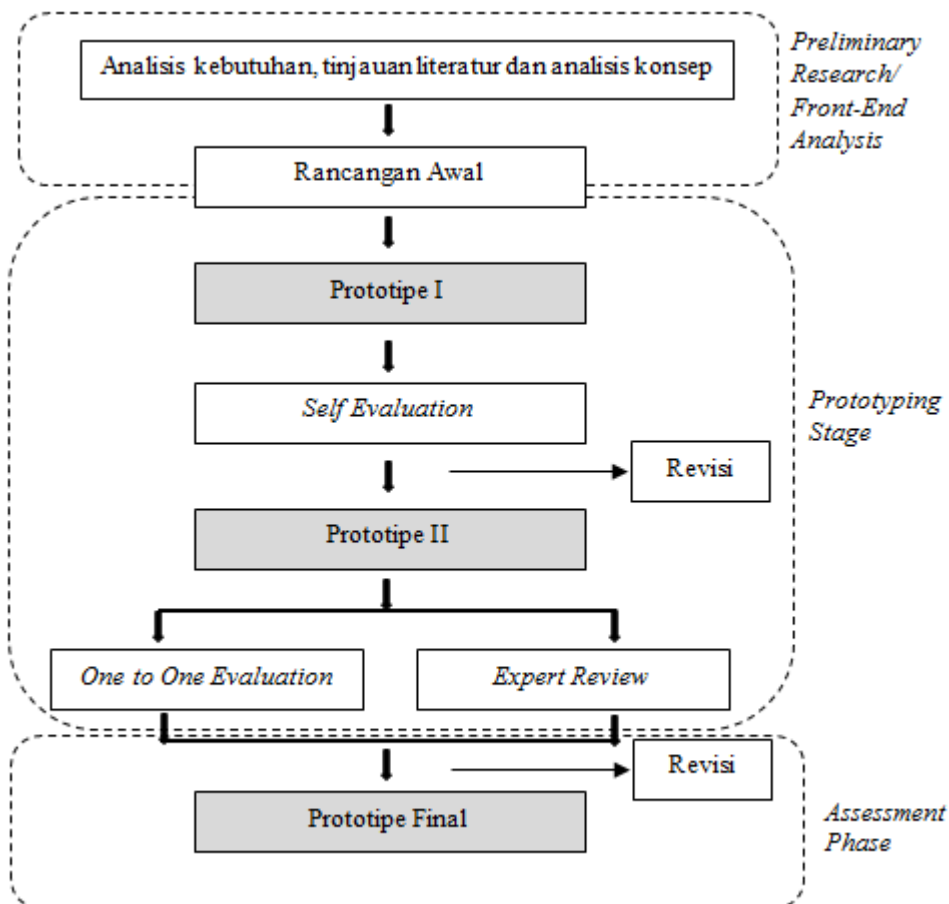 Analisis kebutuhan, tinjauan literatur dan analisis konsep
Preliminary
Research/
Front-End
Analysis
Rancangan Awal
Prototipe I
Self Evaluation
Prototyping
Stage
Revisi
Prototipe II
One to One Evaluation
Expert Review
Revisi
Prototipe Final
Assessment
Phase